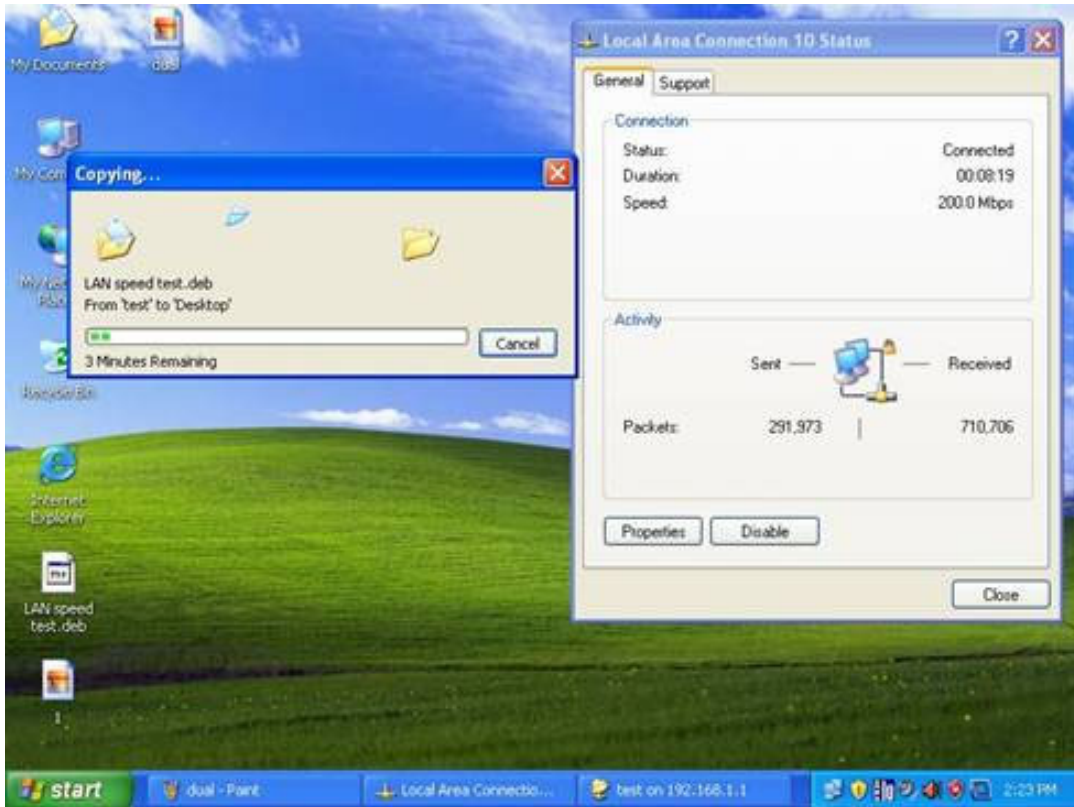 My Documents
dual
Local Area Connection 10 Status
General
Support
Connection
Status:
Connected
Duration:
00:08:19
Speed:
200.0 Mbps
My Com
Copying...
LAN speed test.deb
From 'test' to 'Desktop'
3 Minutes Remaining
Cancel
Activity
Sent
Received
Packets:
291,973
710,706
Properties
Disable
Close
Recycle Bin
Internet
Explorer
LAN speed
test.deb
1
start
dual - Paint
Local Area Connectio...
test on 192.168.1.1
2:23 PM